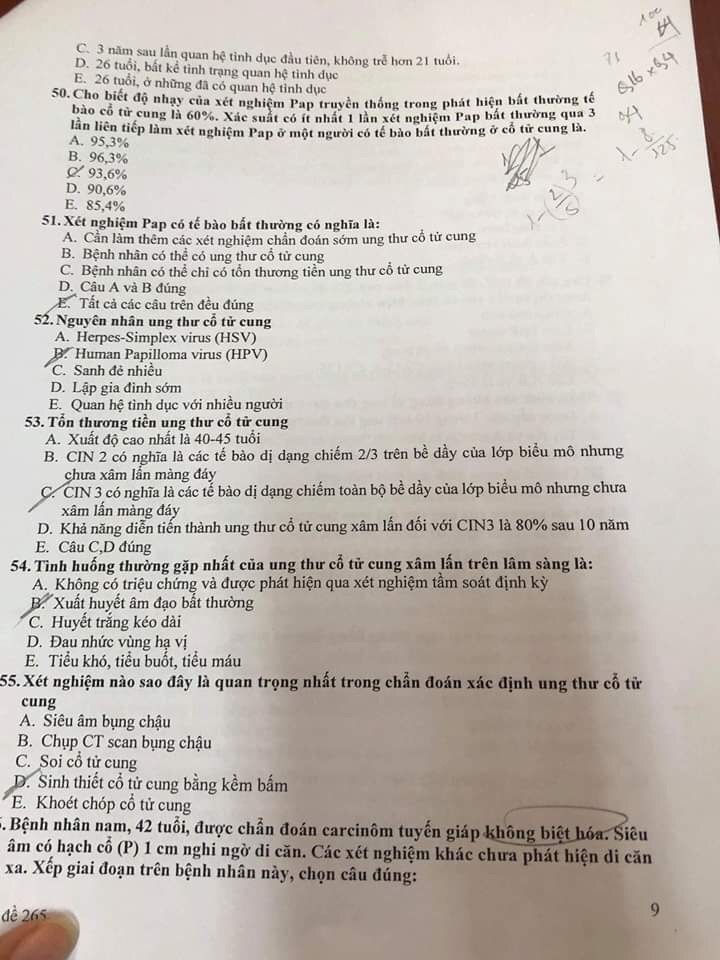 C. 3 năm sau lần quan hệ tình dục đầu tiên, không trễ hơn 21 tuổi.
D. 26 tuổi, bất kể tình trạng quan hệ tình dục
E. 26 tuổi, ở những đã có quan hệ tình dục
50. Cho biết độ nhạy của xét nghiệm Pap truyền thống trong phát hiện bất thường tế
bào cổ tử cung là 60%. Xác suất có ít nhất 1 lần xét nghiệm Pap bất thường qua 3
lần liên tiếp làm xét nghiệm Pap ở một người có tế bào bất thường ở cổ tử cung là.
A. 95,3%
B. 96,3%
C. 93,6%
D. 90,6%
E. 85,4%
51. Xét nghiệm Pap có tế bào bất thường có nghĩa là:
A. Cần làm thêm các xét nghiệm chẩn đoán sớm ung thư cổ tử cung
B. Bệnh nhân có thể có ung thư cổ tử cung
C. Bệnh nhân có thể chỉ có tổn thương tiền ung thư cổ tử cung
D. Câu A và B đúng
E. Tất cả các câu trên đều đúng
52. Nguyên nhân ung thư cổ tử cung
A. Herpes-Simplex virus (HSV)
B. Human Papilloma virus (HPV)
C. Sanh đẻ nhiều
D. Lập gia đình sớm
E. Quan hệ tình dục với nhiều người
53. Tổn thương tiền ung thư cổ tử cung
A. Xuất độ cao nhất là 40-45 tuổi
B. CIN 2 có nghĩa là các tế bào dị dạng chiếm 2/3 trên bề dầy của lớp biểu mô nhưng
chưa xâm lấn màng đáy
C. CIN 3 có nghĩa là các tế bào dị dạng chiếm toàn bộ bề dầy của lớp biểu mô nhưng chưa
xâm lấn màng đáy
D. Khả năng diễn tiến thành ung thư cổ tử cung xâm lấn đối với CIN3 là 80% sau 10 năm
E. Câu C,D đúng
54. Tình huống thường gặp nhất của ung thư cổ tử cung xâm lấn trên lâm sàng là:
A. Không có triệu chứng và được phát hiện qua xét nghiệm tầm soát định kỳ
B. Xuất huyết âm đạo bất thường
C. Huyết trắng kéo dài
D. Đau nhức vùng hạ vị
E. Tiểu khó, tiểu buốt, tiểu máu
55. Xét nghiệm nào sao đây là quan trọng nhất trong chẩn đoán xác định ung thư cổ tử
cung
A. Siêu âm bụng chậu
B. Chụp CT scan bụng chậu
C. Soi cổ tử cung
D. Sinh thiết cổ tử cung bằng kềm bấm
E. Khoét chóp cổ tử cung
. Bệnh nhân nam, 42 tuổi, được chẩn đoán carcinôm tuyến giáp không biệt hóa. Siêu
âm có hạch cổ (P) 1 cm nghi ngờ di căn. Các xét nghiệm khác chưa phát hiện di căn
xa. Xếp giai đoạn trên bệnh nhân này, chọn câu đúng:
đề 265
9